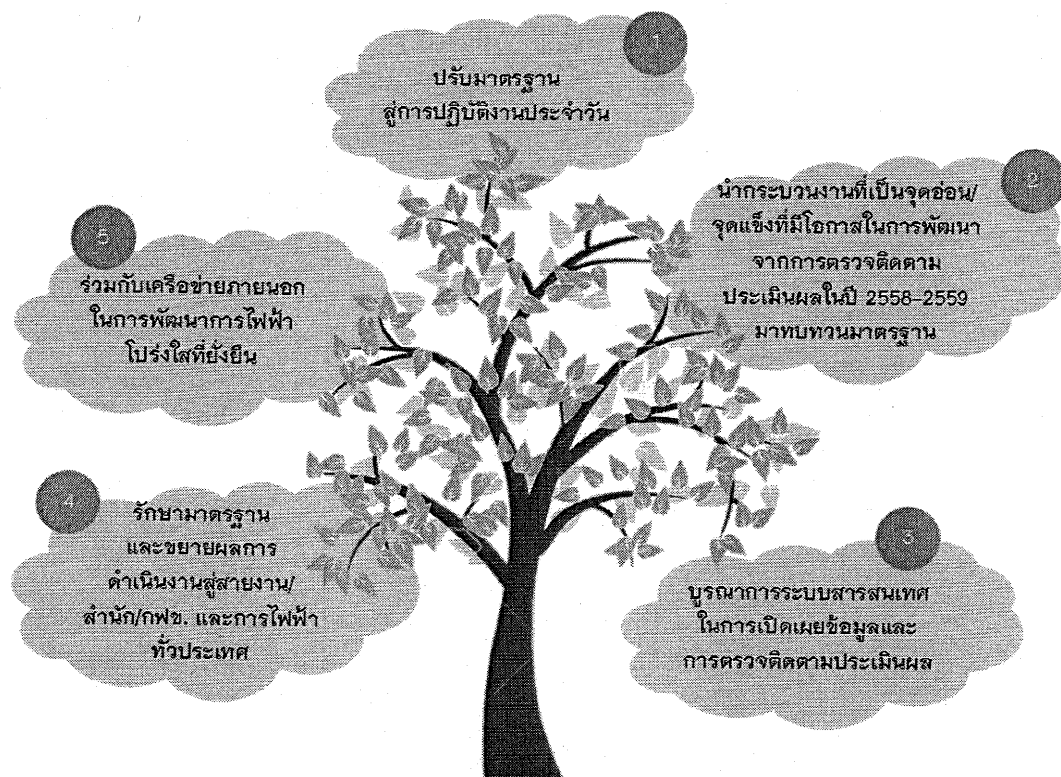 1
ปรับมาตรฐาน
สู่การปฏิบัติงานประจำวัน
2
นำกระบวนงานที่เป็นจุดอ่อน/
จุดแข็งที่มีโอกาสในการพัฒนา
จากการตรวจติดตาม
ประเมินผลในปี 2558–2559
มาทบทวนมาตรฐาน
3
บูรณาการระบบสารสนเทศ
ในการเปิดเผยข้อมูลและ
การตรวจติดตามประเมินผล
4
รักษามาตรฐาน
และขยายผลการ
ดำเนินงานสู่สายงาน/
สำนัก/กฟข. และการไฟฟ้า
ทั่วประเทศ
5
ร่วมกับเครือข่ายภายนอก
ในการพัฒนาการไฟฟ้า
โปร่งใสที่ยั่งยืน